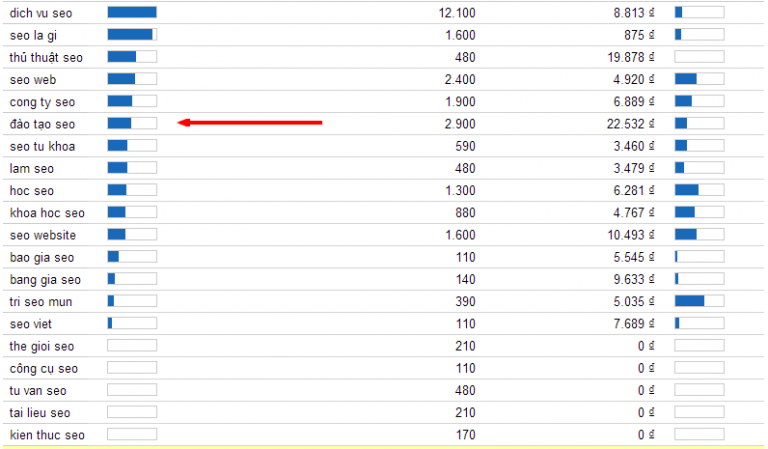 dich vu seo 12.100 8.813 ₫
seo la gi 1.600 875 ₫
thủ thuật seo 480 19.878 ₫
seo web 2.400 4.920 ₫
cong ty seo 1.900 6.889 ₫
đào tạo seo 2.900 22.532 ₫
seo tu khoa 590 3.460 ₫
lam seo 480 3.479 ₫
hoc seo 1.300 6.281 ₫
khoa hoc seo 880 4.767 ₫
seo website 1.600 10.493 ₫
bao gia seo 110 5.545 ₫
bang gia seo 140 9.633 ₫
tri seo mun 390 5.035 ₫
seo viet 110 7.689 ₫
the gioi seo 210 0 ₫
công cụ seo 110 0 ₫
tu van seo 480 0 ₫
tai lieu seo 210 0 ₫
kien thuc seo 170 0 ₫